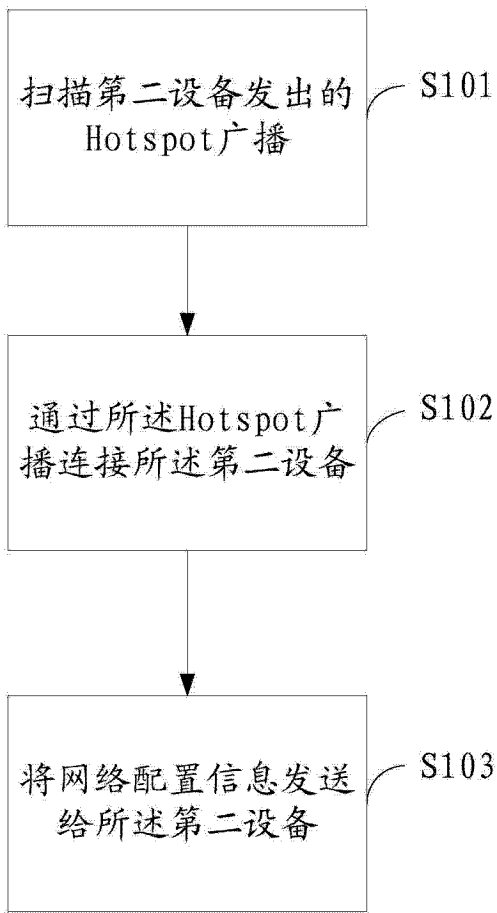 扫描第二设备发出的
Hotspot广播
S101
通过所述Hotspot广
播连接所述第二设备
S102
将网络配置信息发送
给所述第二设备
S103